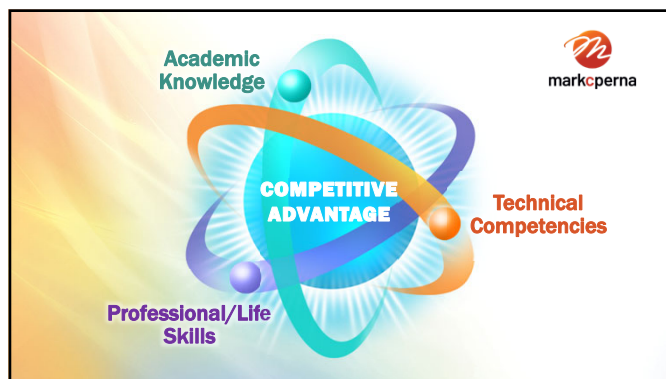 Academic
Knowledge
markcperna
COMPETITIVE
ADVANTAGE
Technical
Competencies
Professional/Life
Skills